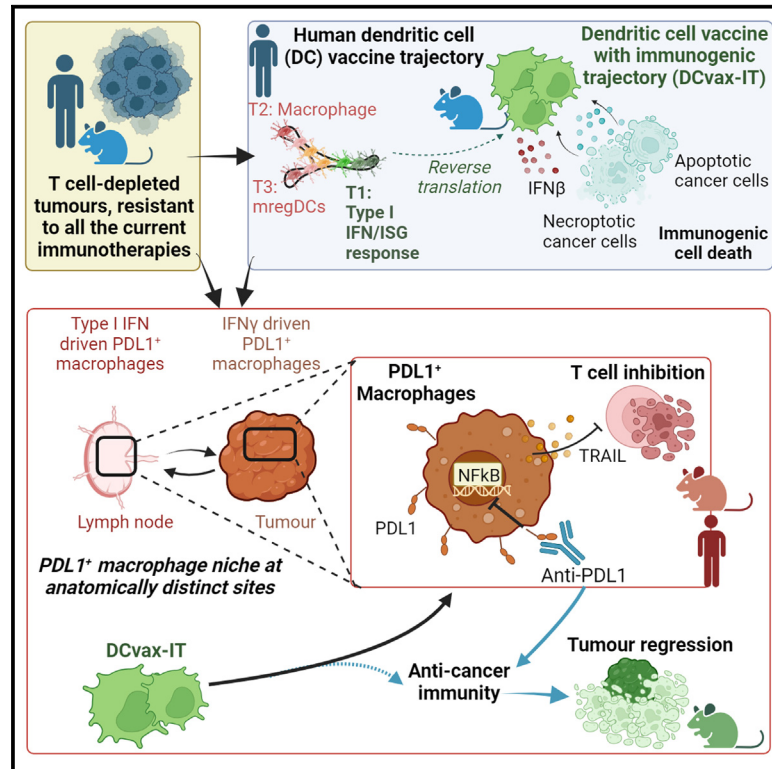 T cell-depleted
tumours, resistant
to all the current
immunotherapies
Human dendritic cell
(DC) vaccine trajectory
T2: Macrophage
T3:
mregDCs
T1:
Type I
IFN/ISG
response
Reverse
translation
Dendritic cell vaccine
with immunogenic
trajectory (DCvax-IT)
IFNβ
Apoptotic
cancer cells
Necroptotic
cancer cells
Immunogenic
cell death
Type I IFN
driven PDL1⁺
macrophages
IFNγ driven
PDL1⁺
macrophages
Lymph node
Tumour
PDL1⁺ macrophage niche at
anatomically distinct sites
PDL1⁺
Macrophages
T cell inhibition
NFkB
TRAIL
PDL1
Anti-PDL1
DCvax-IT
Anti-cancer
immunity
Tumour regression